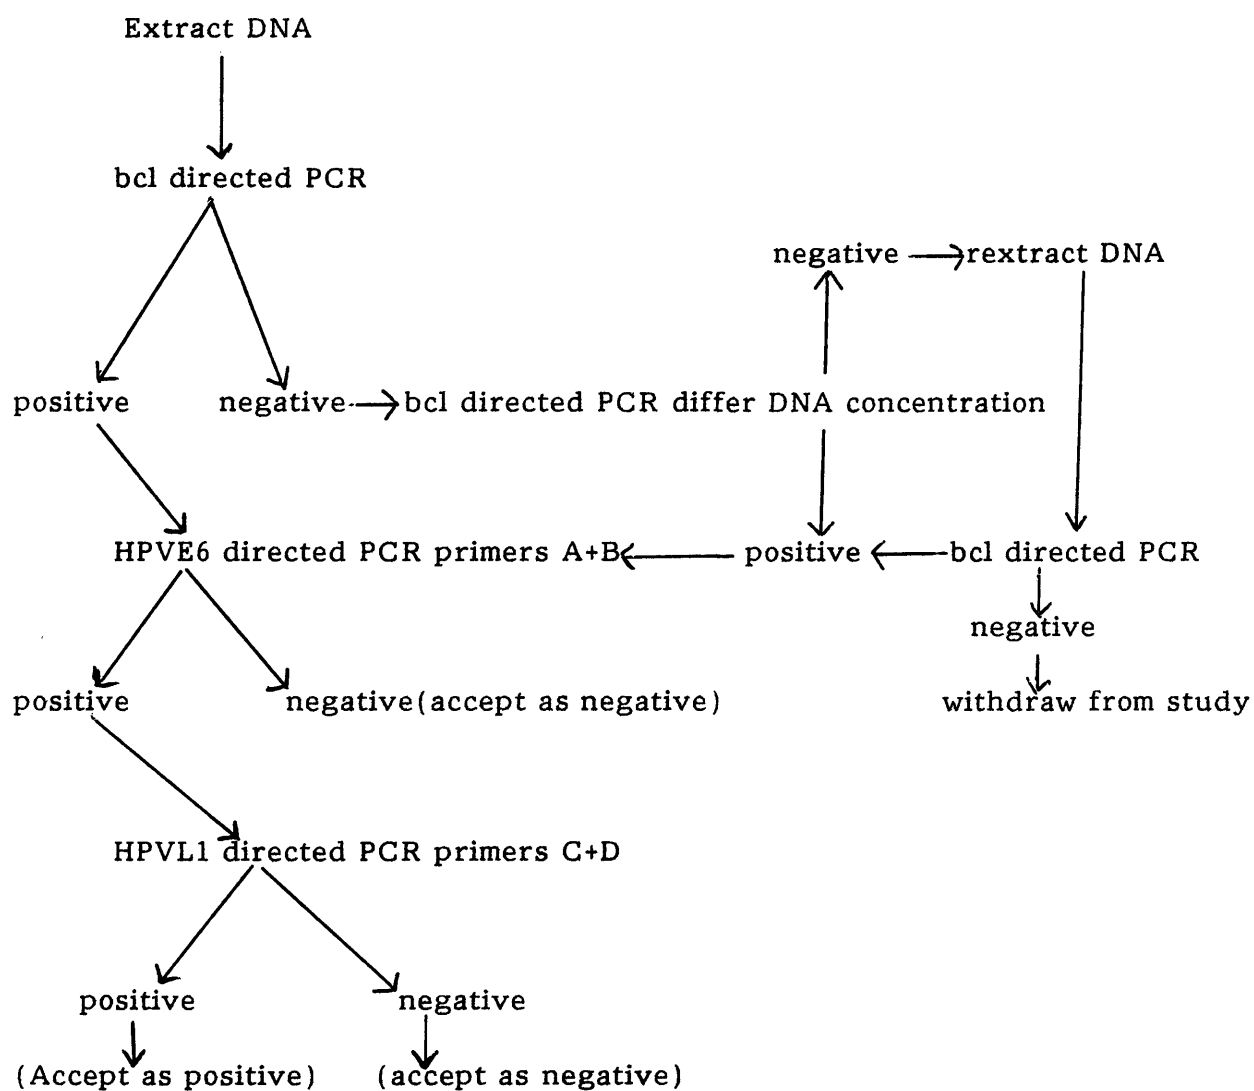 Extract DNA
bcl directed PCR
negative rextract DNA
positive negative bcl directed PCR differ DNA concentration
HPVE6 directed PCR primers A+B positive bcl directed PCR
negative
positive negative(accept as negative) withdraw from study
HPVL1 directed PCR primers C+D
positive negative
(Accept as positive) (accept as negative)